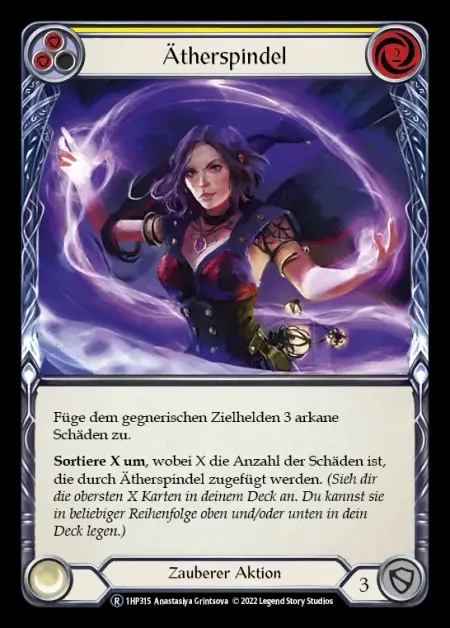 2
Ätherspindel
Füge dem gegnerischen Zielhelden 3 arkane
Schäden zu.
Sortiere X um, wobei X die Anzahl der Schäden ist,
die durch Ätherspindel zugefügt werden. (Sieh dir
die obersten X Karten in deinem Deck an. Du kannst sie
in beliebiger Reihenfolge oben und/oder unten in dein
Deck legen.)
Zauberer Aktion
3
R 1HP315 Anastasiya Grintsova © 2022 Legend Story Studios